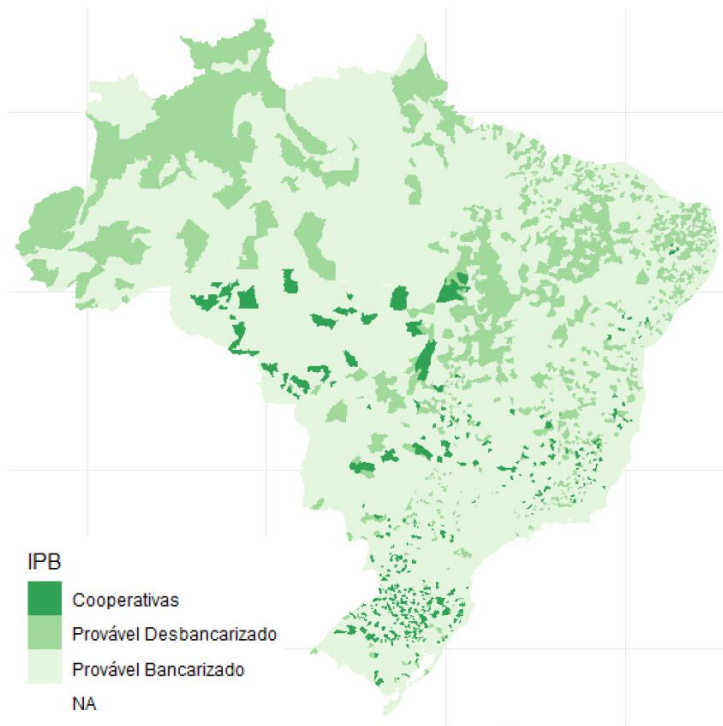 IPB
Cooperativas
Provável Desbancarizado
Provável Bancarizado
NA